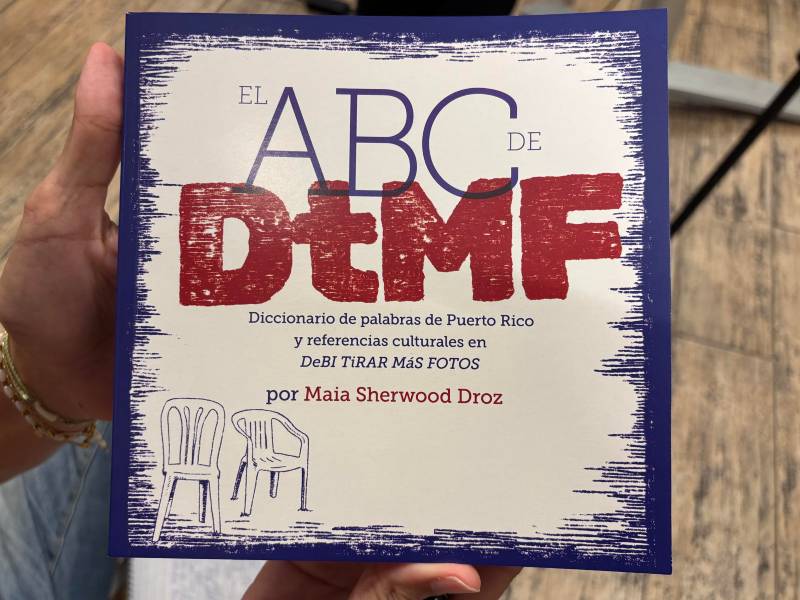 EL ABC DE
DtMF
Diccionario de palabras de Puerto Rico
y referencias culturales en
DeBI TiRAR MáS FOTOS
por Maia Sherwood Droz